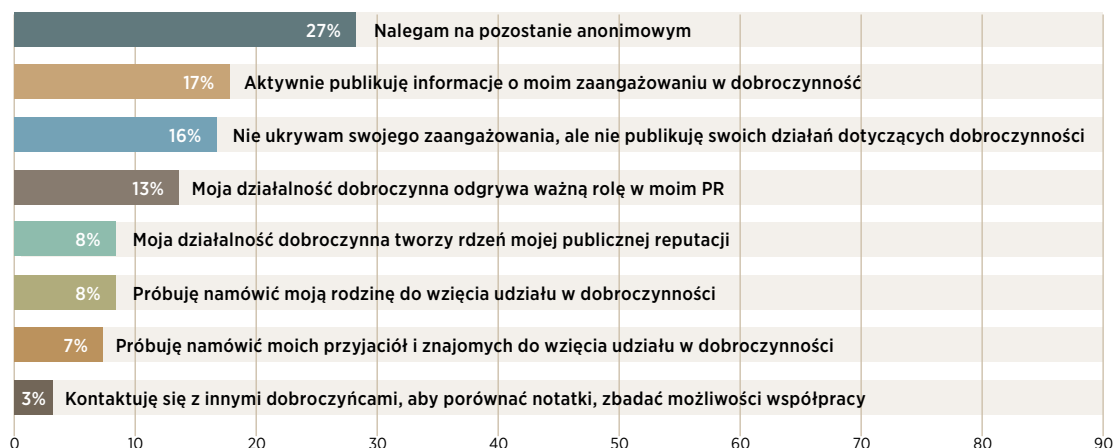 27% Nalegam na pozostanie anonimowym
17% Aktywnie publikuję informacje o moim zaangażowaniu w dobroczynność
16% Nie ukrywam swojego zaangażowania, ale nie publikuję swoich działań dotyczących dobroczynności
13% Moja działalność dobroczynna odgrywa ważną rolę w moim PR
8% Moja działalność dobroczynna tworzy rdzeń mojej publicznej reputacji
8% Próbuję namówić moją rodzinę do wzięcia udziału w dobroczynności
7% Próbuję namówić moich przyjaciół i znajomych do wzięcia udziału w dobroczynności
3% Kontaktuję się z innymi dobroczyńcami, aby porównać notatki, zbadać możliwości współpracy
0 10 20 30 40 50 60 70 80 90